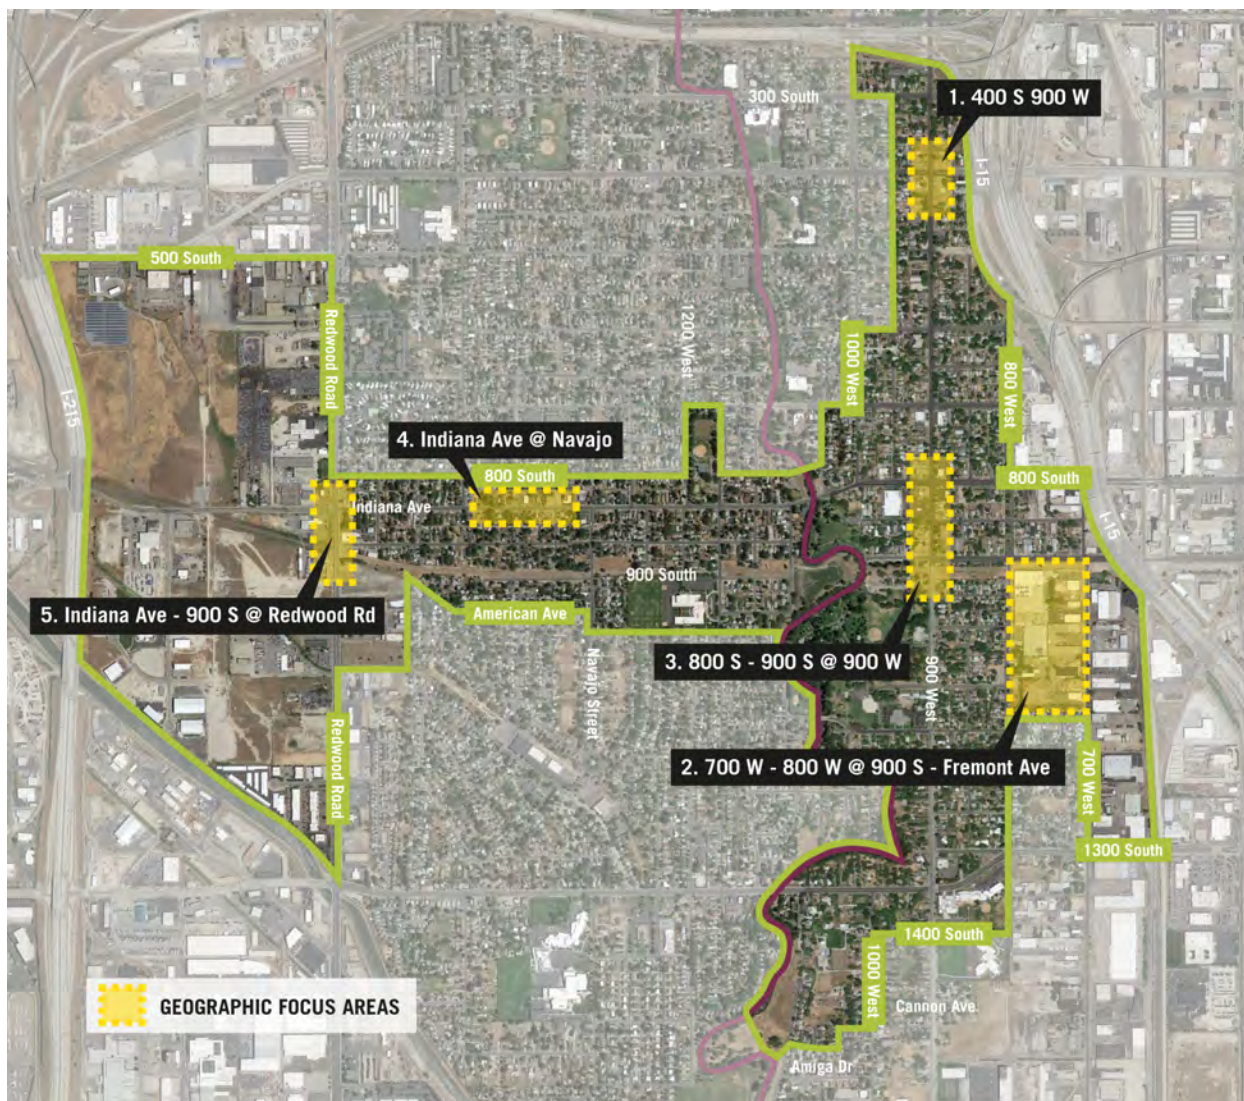 300 South
1. 400 S 900 W
I-15
500 South
Redwood Road
1200 West
1000 West
800 West
I-215
4. Indiana Ave @ Navajo
800 South
800 South
Indiana Ave
I-15
900 South
5. Indiana Ave - 900 S @ Redwood Rd
American Ave
Navajo Street
3. 800 S - 900 S @ 900 W
900 West
2. 700 W - 800 W @ 900 S - Fremont Ave
Redwood Road
700 West
1300 South
1400 South
1000 West
Cannon Ave.
GEOGRAPHIC FOCUS AREAS
Amiga Dr